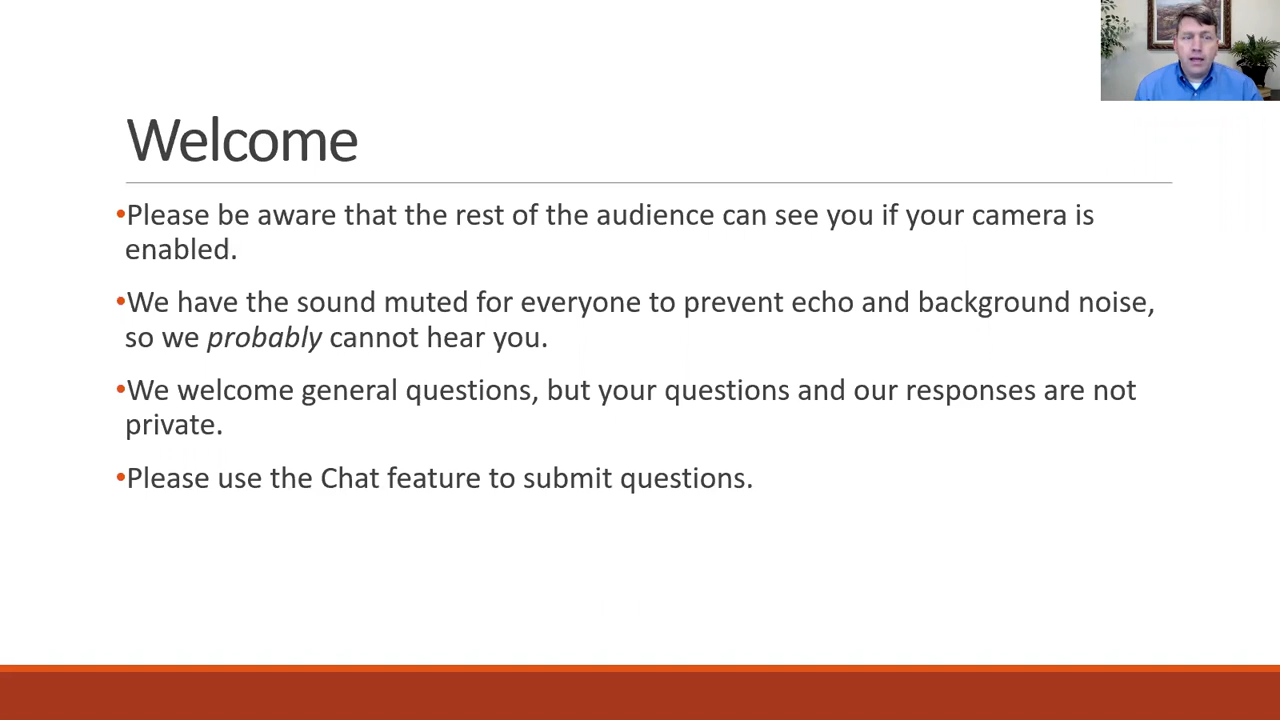 Welcome
•Please be aware that the rest of the audience can see you if your camera is
enabled.
•We have the sound muted for everyone to prevent echo and background noise,
so we probably cannot hear you.
•We welcome general questions, but your questions and our responses are not
private.
•Please use the Chat feature to submit questions.